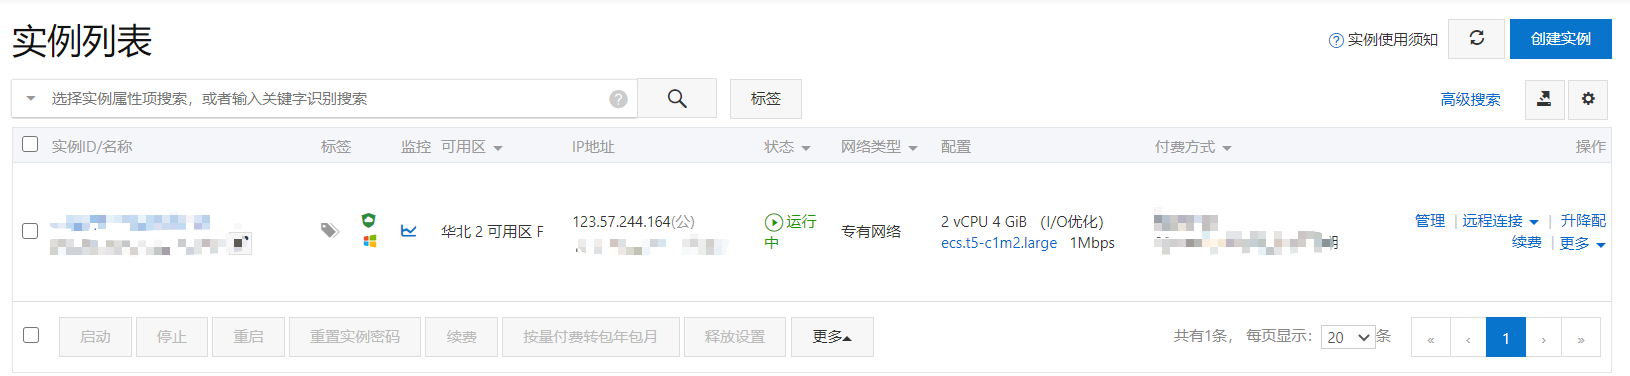 实例列表
实例使用须知
创建实例
选择实例属性项搜索，或者输入关键字识别搜索
标签
高级搜索
实例ID/名称 标签 监控 可用区 IP地址 状态 网络类型 配置 付费方式 操作
123.57.244.164(公) 运行 2 vCPU 4 GiB （I/O优化） 管理 | 远程连接 | 升降配
华北 2 可用区 F 专有网络
中 ecs.t5-c1m2.large 1Mbps 续费 | 更多
启动 停止 重启 重置实例密码 续费 按量付费转包年包月 释放设置 更多 共有1条， 每页显示： 20 条 « ‹ 1 › »